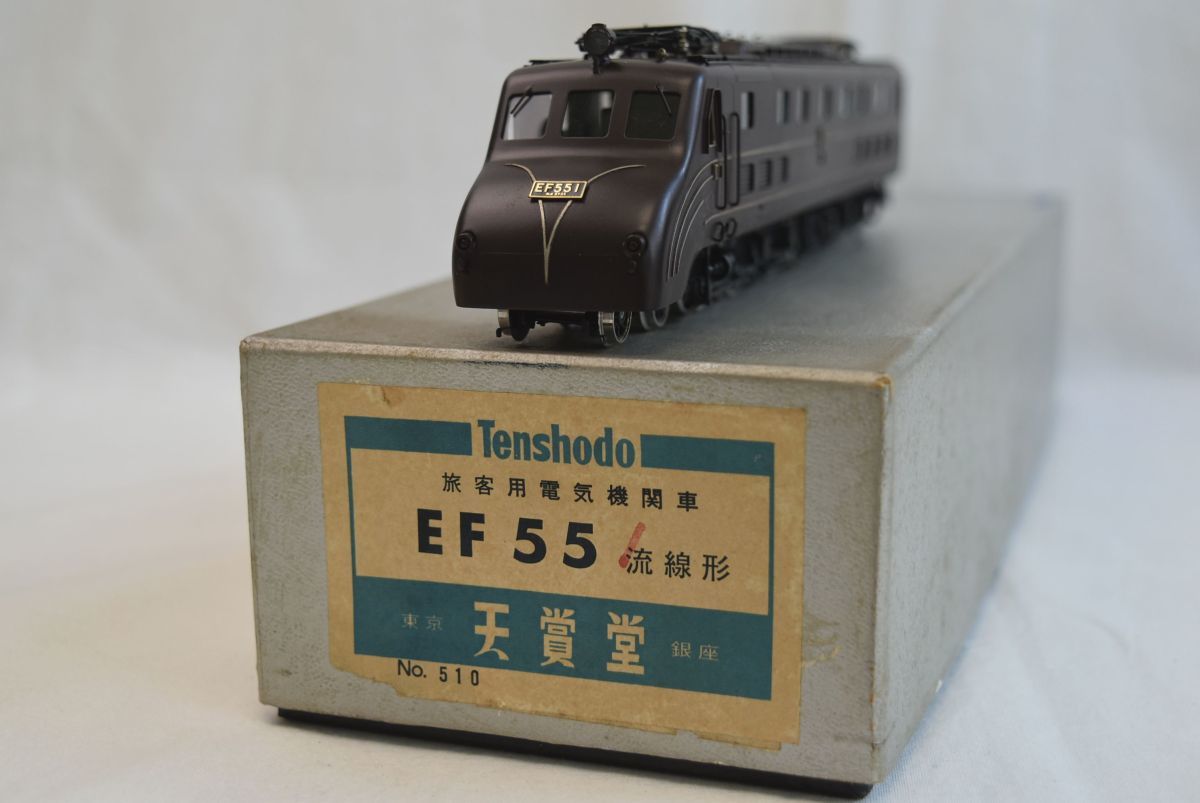 EF551
Tenshodo
旅客用電気機関車
EF 55 1 流線形
東京 天賞堂 銀座
No. 510